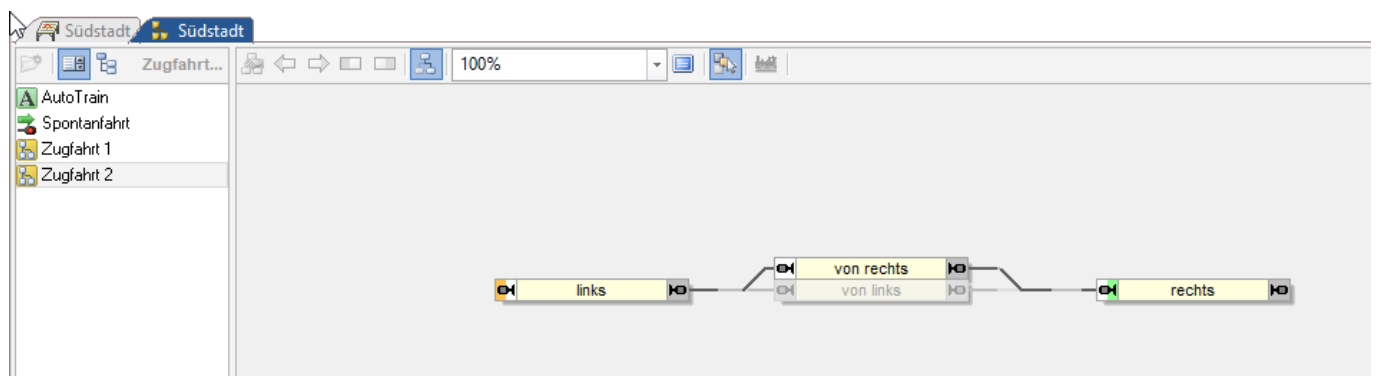 Südstadt
Südstadt
Zugfahrt...
100%
A AutoTrain
Spontanfahrt
Zugfahrt 1
Zugfahrt 2
von rechts
links
von links
rechts